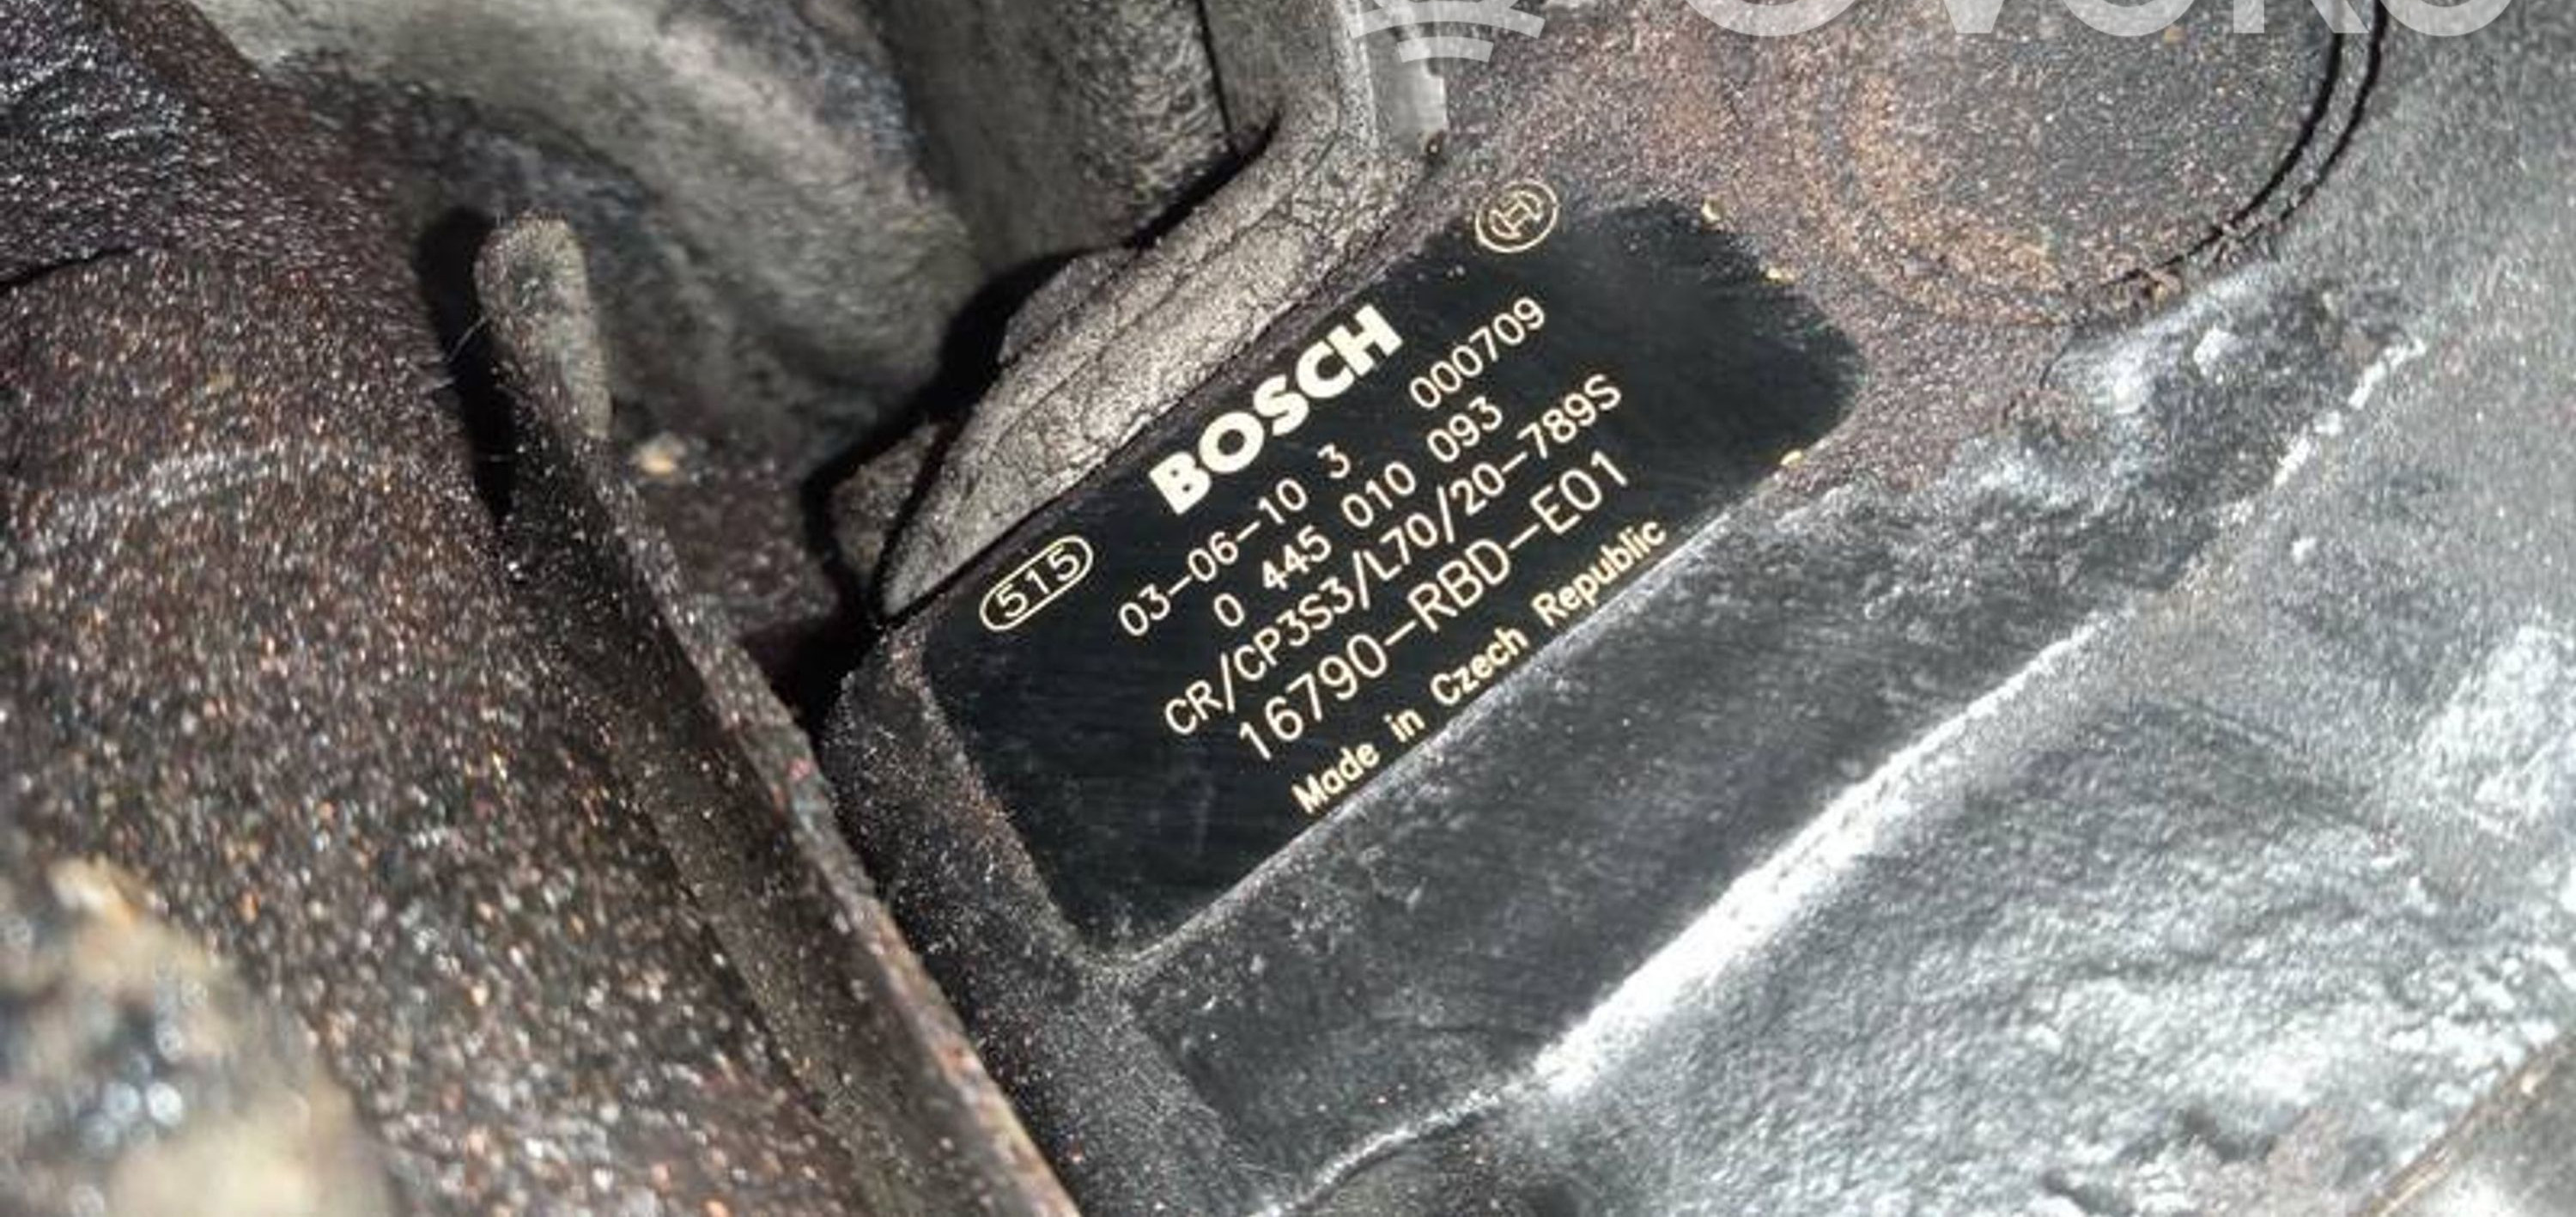 BOSCH
515
03-06-10 3 000709
0 445 010 093
CR/CP3S3/L70/20-789S
16790-RBD-E01
Made in Czech Republic